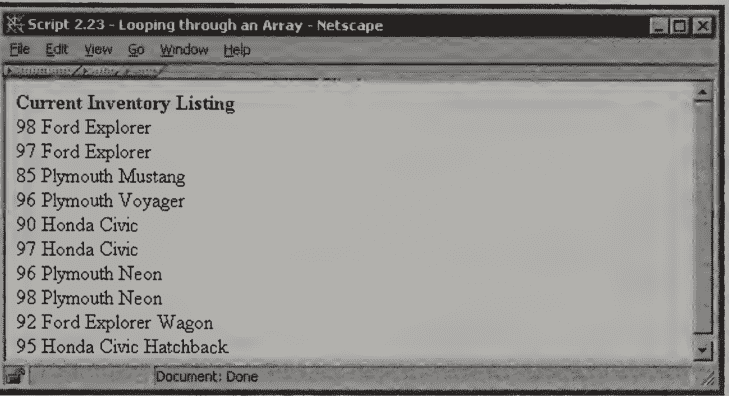 Script 2.23 - Looping through an Array - Netscape
File Edit View Go Window Help
Current Inventory Listing
98 Ford Explorer
97 Ford Explorer
85 Plymouth Mustang
96 Plymouth Voyager
90 Honda Civic
97 Honda Civic
96 Plymouth Neon
98 Plymouth Neon
92 Ford Explorer Wagon
95 Honda Civic Hatchback
Document: Done